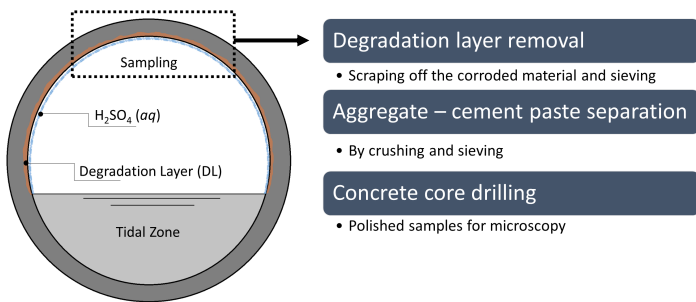 Sampling
H₂SO₄ (aq)
Degradation Layer (DL)
Tidal Zone
Degradation layer removal
• Scraping off the corroded material and sieving
Aggregate – cement paste separation
• By crushing and sieving
Concrete core drilling
• Polished samples for microscopy